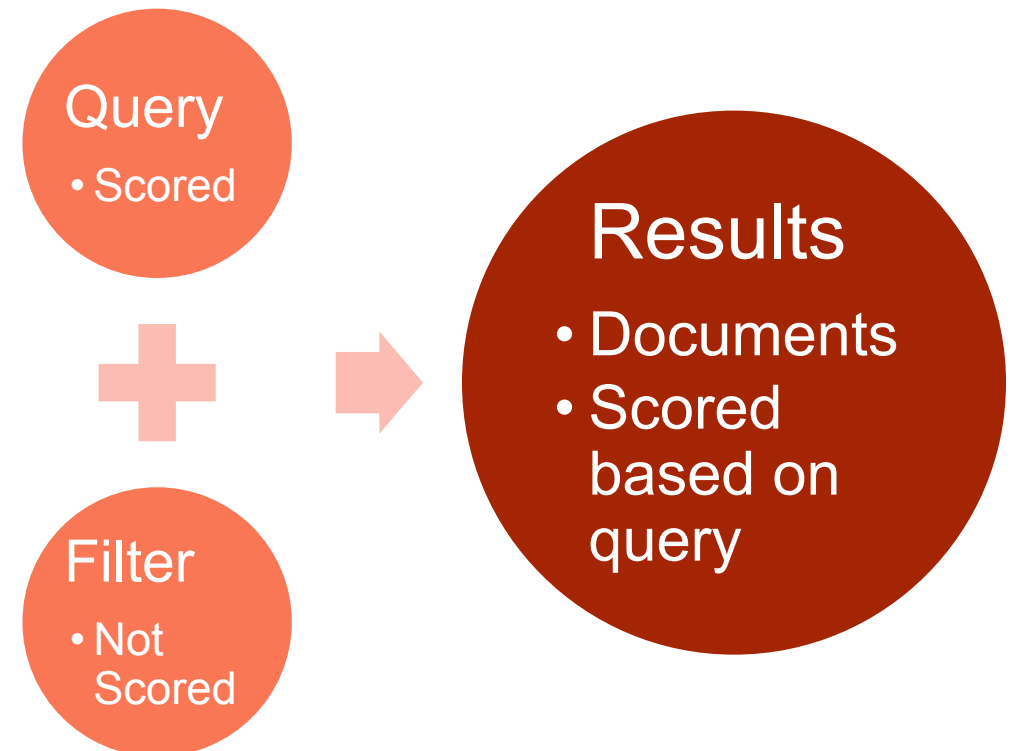 Query
• Scored
Filter
• Not
Scored
Results
• Documents
• Scored
based on
query